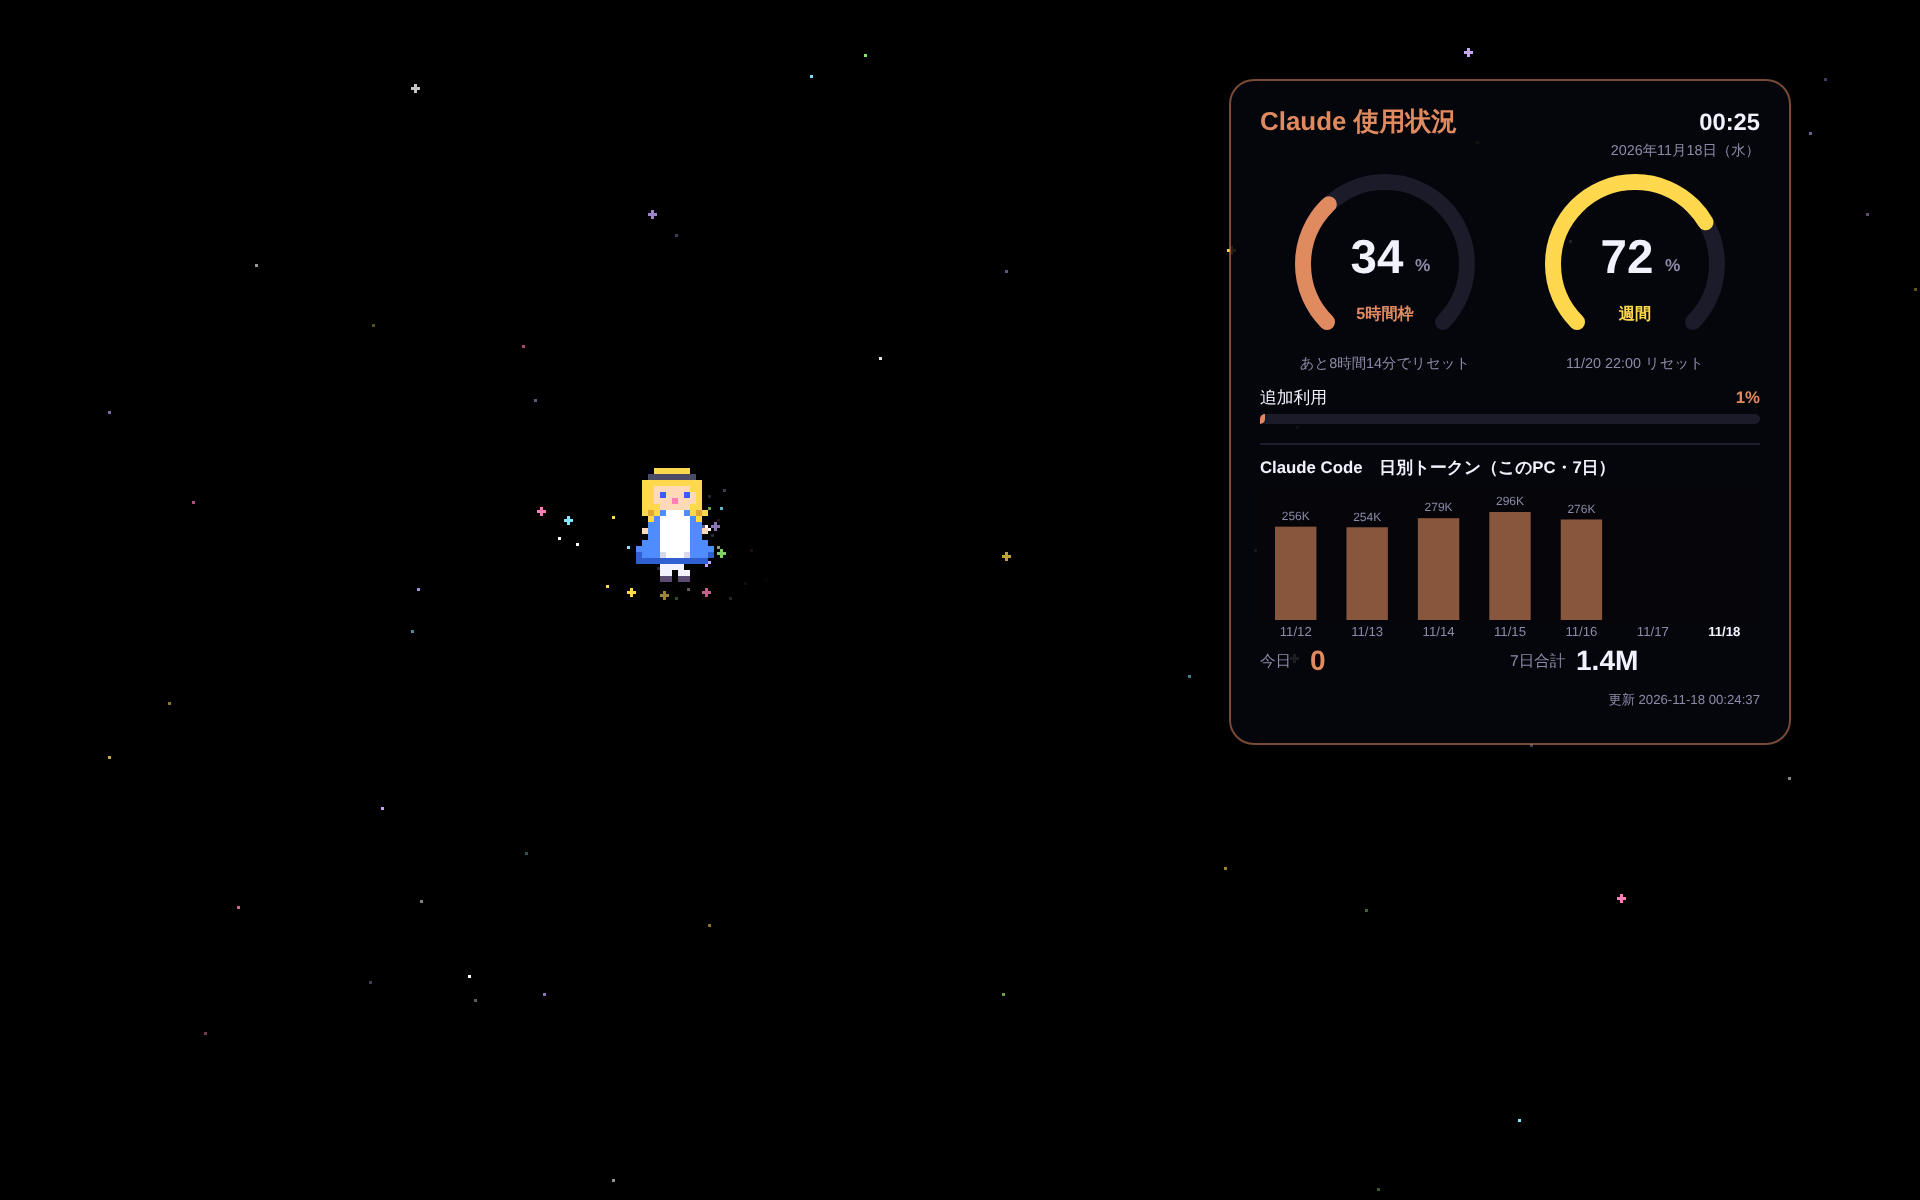 Claude 使用状況
00:25
2026年11月18日（水）
34 %
5時間枠
あと8時間14分でリセット
72 %
週間
11/20 22:00 リセット
追加利用 1%
Claude Code　日別トークン（このPC・7日）
256K 254K 279K 296K 276K
11/12 11/13 11/14 11/15 11/16 11/17 11/18
今日 0 7日合計 1.4M
更新 2026-11-18 00:24:37